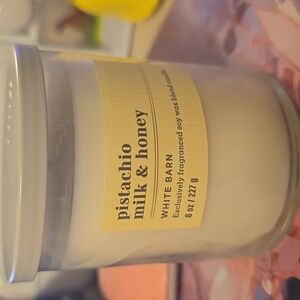 pistachio
milk & honey
WHITE BARN
Exclusively fragranced soy wax blend candle
8 oz / 227 g